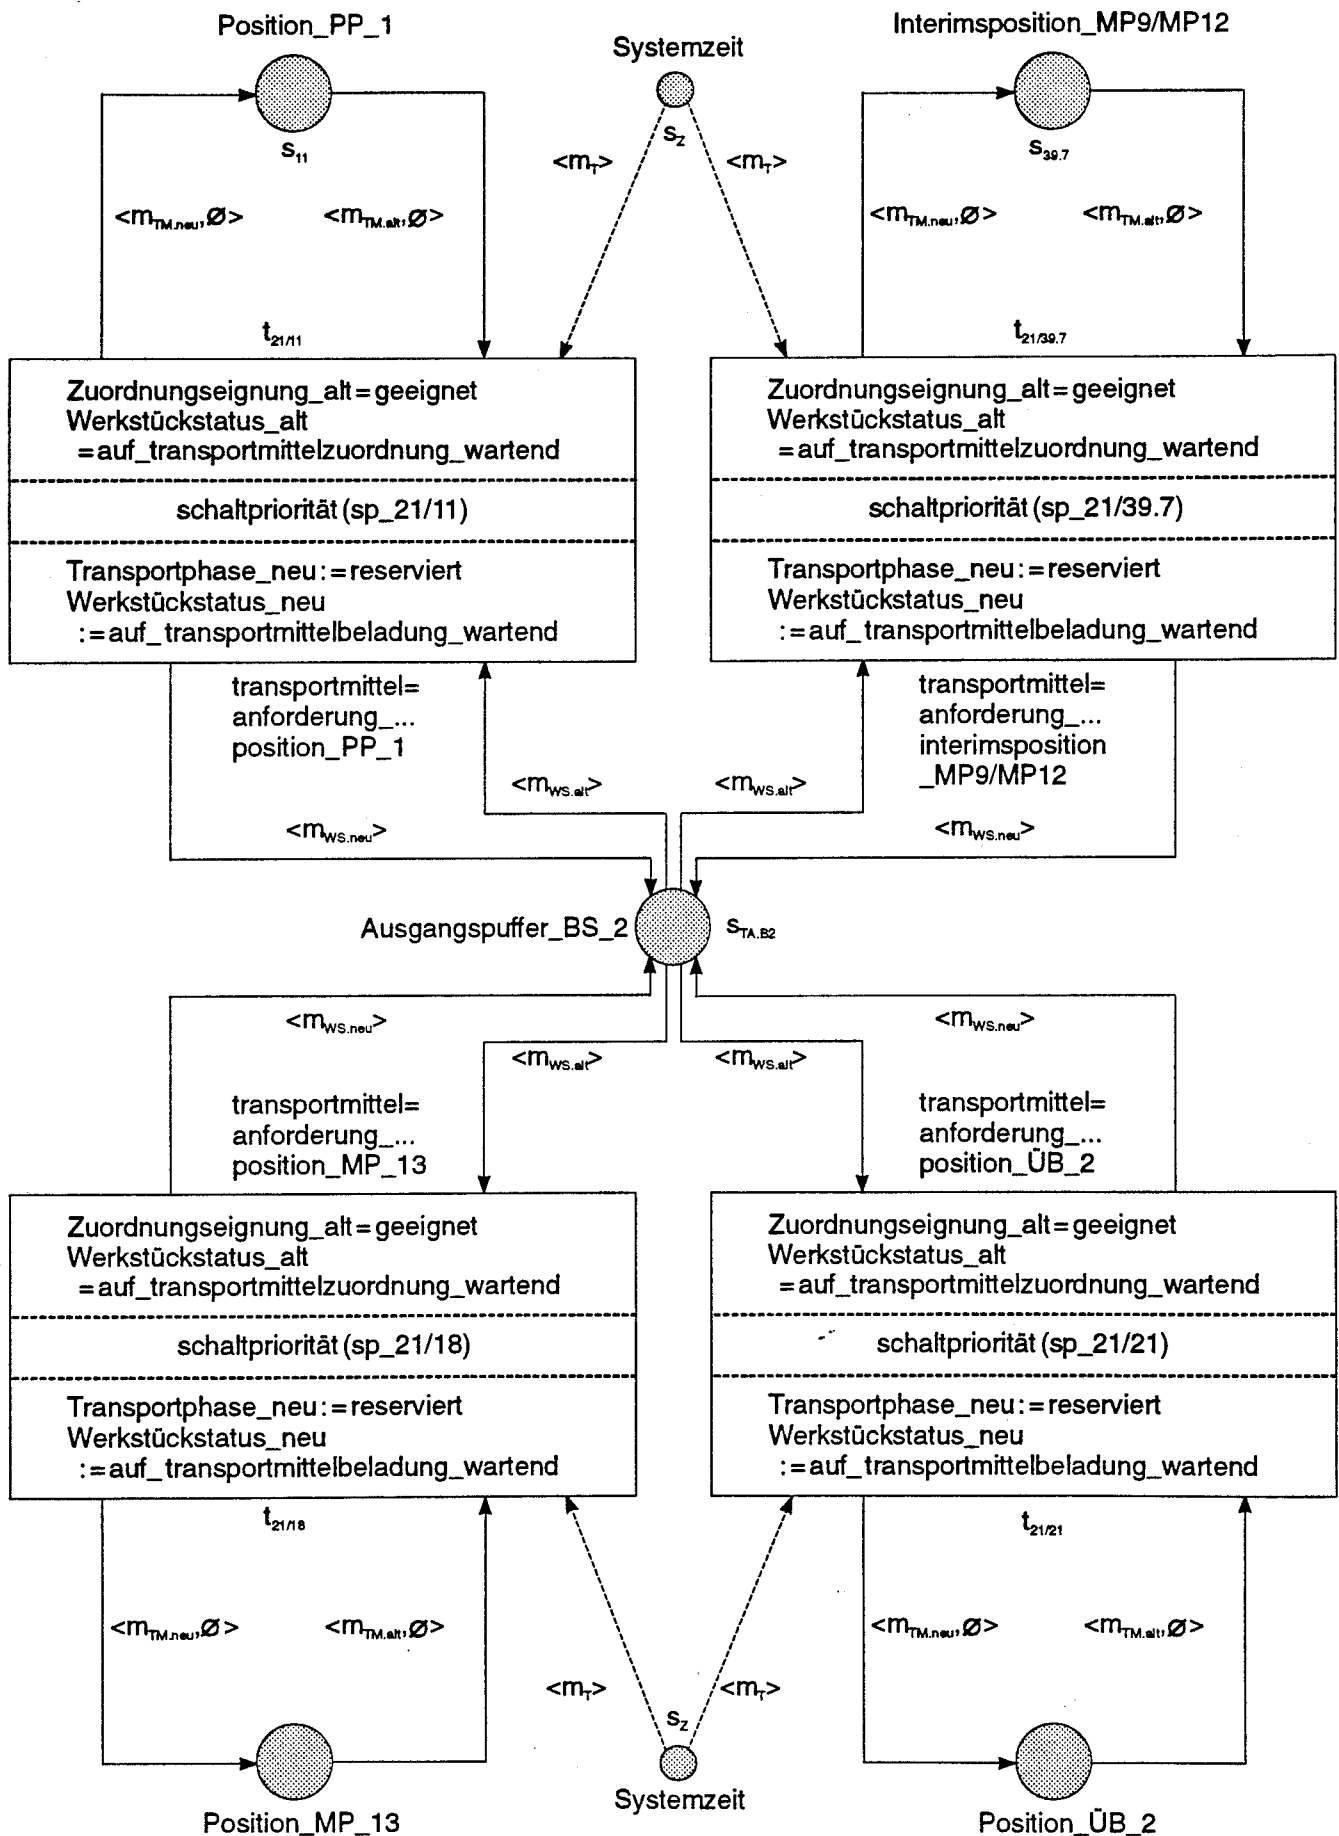 Position_PP_1
Systemzeit
Interimsposition_MP9/MP12
s11
sZ
s39.7
<mT>
<mT>
<mTM.neu,Ø>
<mTM.alt,Ø>
<mTM.neu,Ø>
<mTM.alt,Ø>
t21/11
t21/39.7
Zuordnungseignung_alt=geeignet
Werkstückstatus_alt
=auf_transportmittelzuordnung_wartend
schaltpriorität(sp_21/11)
Transportphase_neu:=reserviert
Werkstückstatus_neu
:=auf_transportmittelbeladung_wartend
Zuordnungseignung_alt=geeignet
Werkstückstatus_alt
=auf_transportmittelzuordnung_wartend
schaltpriorität(sp_21/39.7)
Transportphase_neu:=reserviert
Werkstückstatus_neu
:=auf_transportmittelbeladung_wartend
transportmittel=
anforderung_...
position_PP_1
transportmittel=
anforderung_...
interimsposition
_MP9/MP12
<mWS.alt>
<mWS.alt>
<mWS.neu>
<mWS.neu>
Ausgangspuffer_BS_2
sTA.B2
<mWS.neu>
<mWS.neu>
<mWS.alt>
<mWS.alt>
transportmittel=
anforderung_...
position_MP_13
transportmittel=
anforderung_...
position_ÜB_2
Zuordnungseignung_alt=geeignet
Werkstückstatus_alt
=auf_transportmittelzuordnung_wartend
schaltpriorität(sp_21/18)
Transportphase_neu:=reserviert
Werkstückstatus_neu
:=auf_transportmittelbeladung_wartend
Zuordnungseignung_alt=geeignet
Werkstückstatus_alt
=auf_transportmittelzuordnung_wartend
schaltpriorität(sp_21/21)
Transportphase_neu:=reserviert
Werkstückstatus_neu
:=auf_transportmittelbeladung_wartend
t21/18
t21/21
<mTM.neu,Ø>
<mTM.alt,Ø>
<mTM.neu,Ø>
<mTM.alt,Ø>
<mT>
<mT>
sZ
Systemzeit
Position_MP_13
Position_ÜB_2